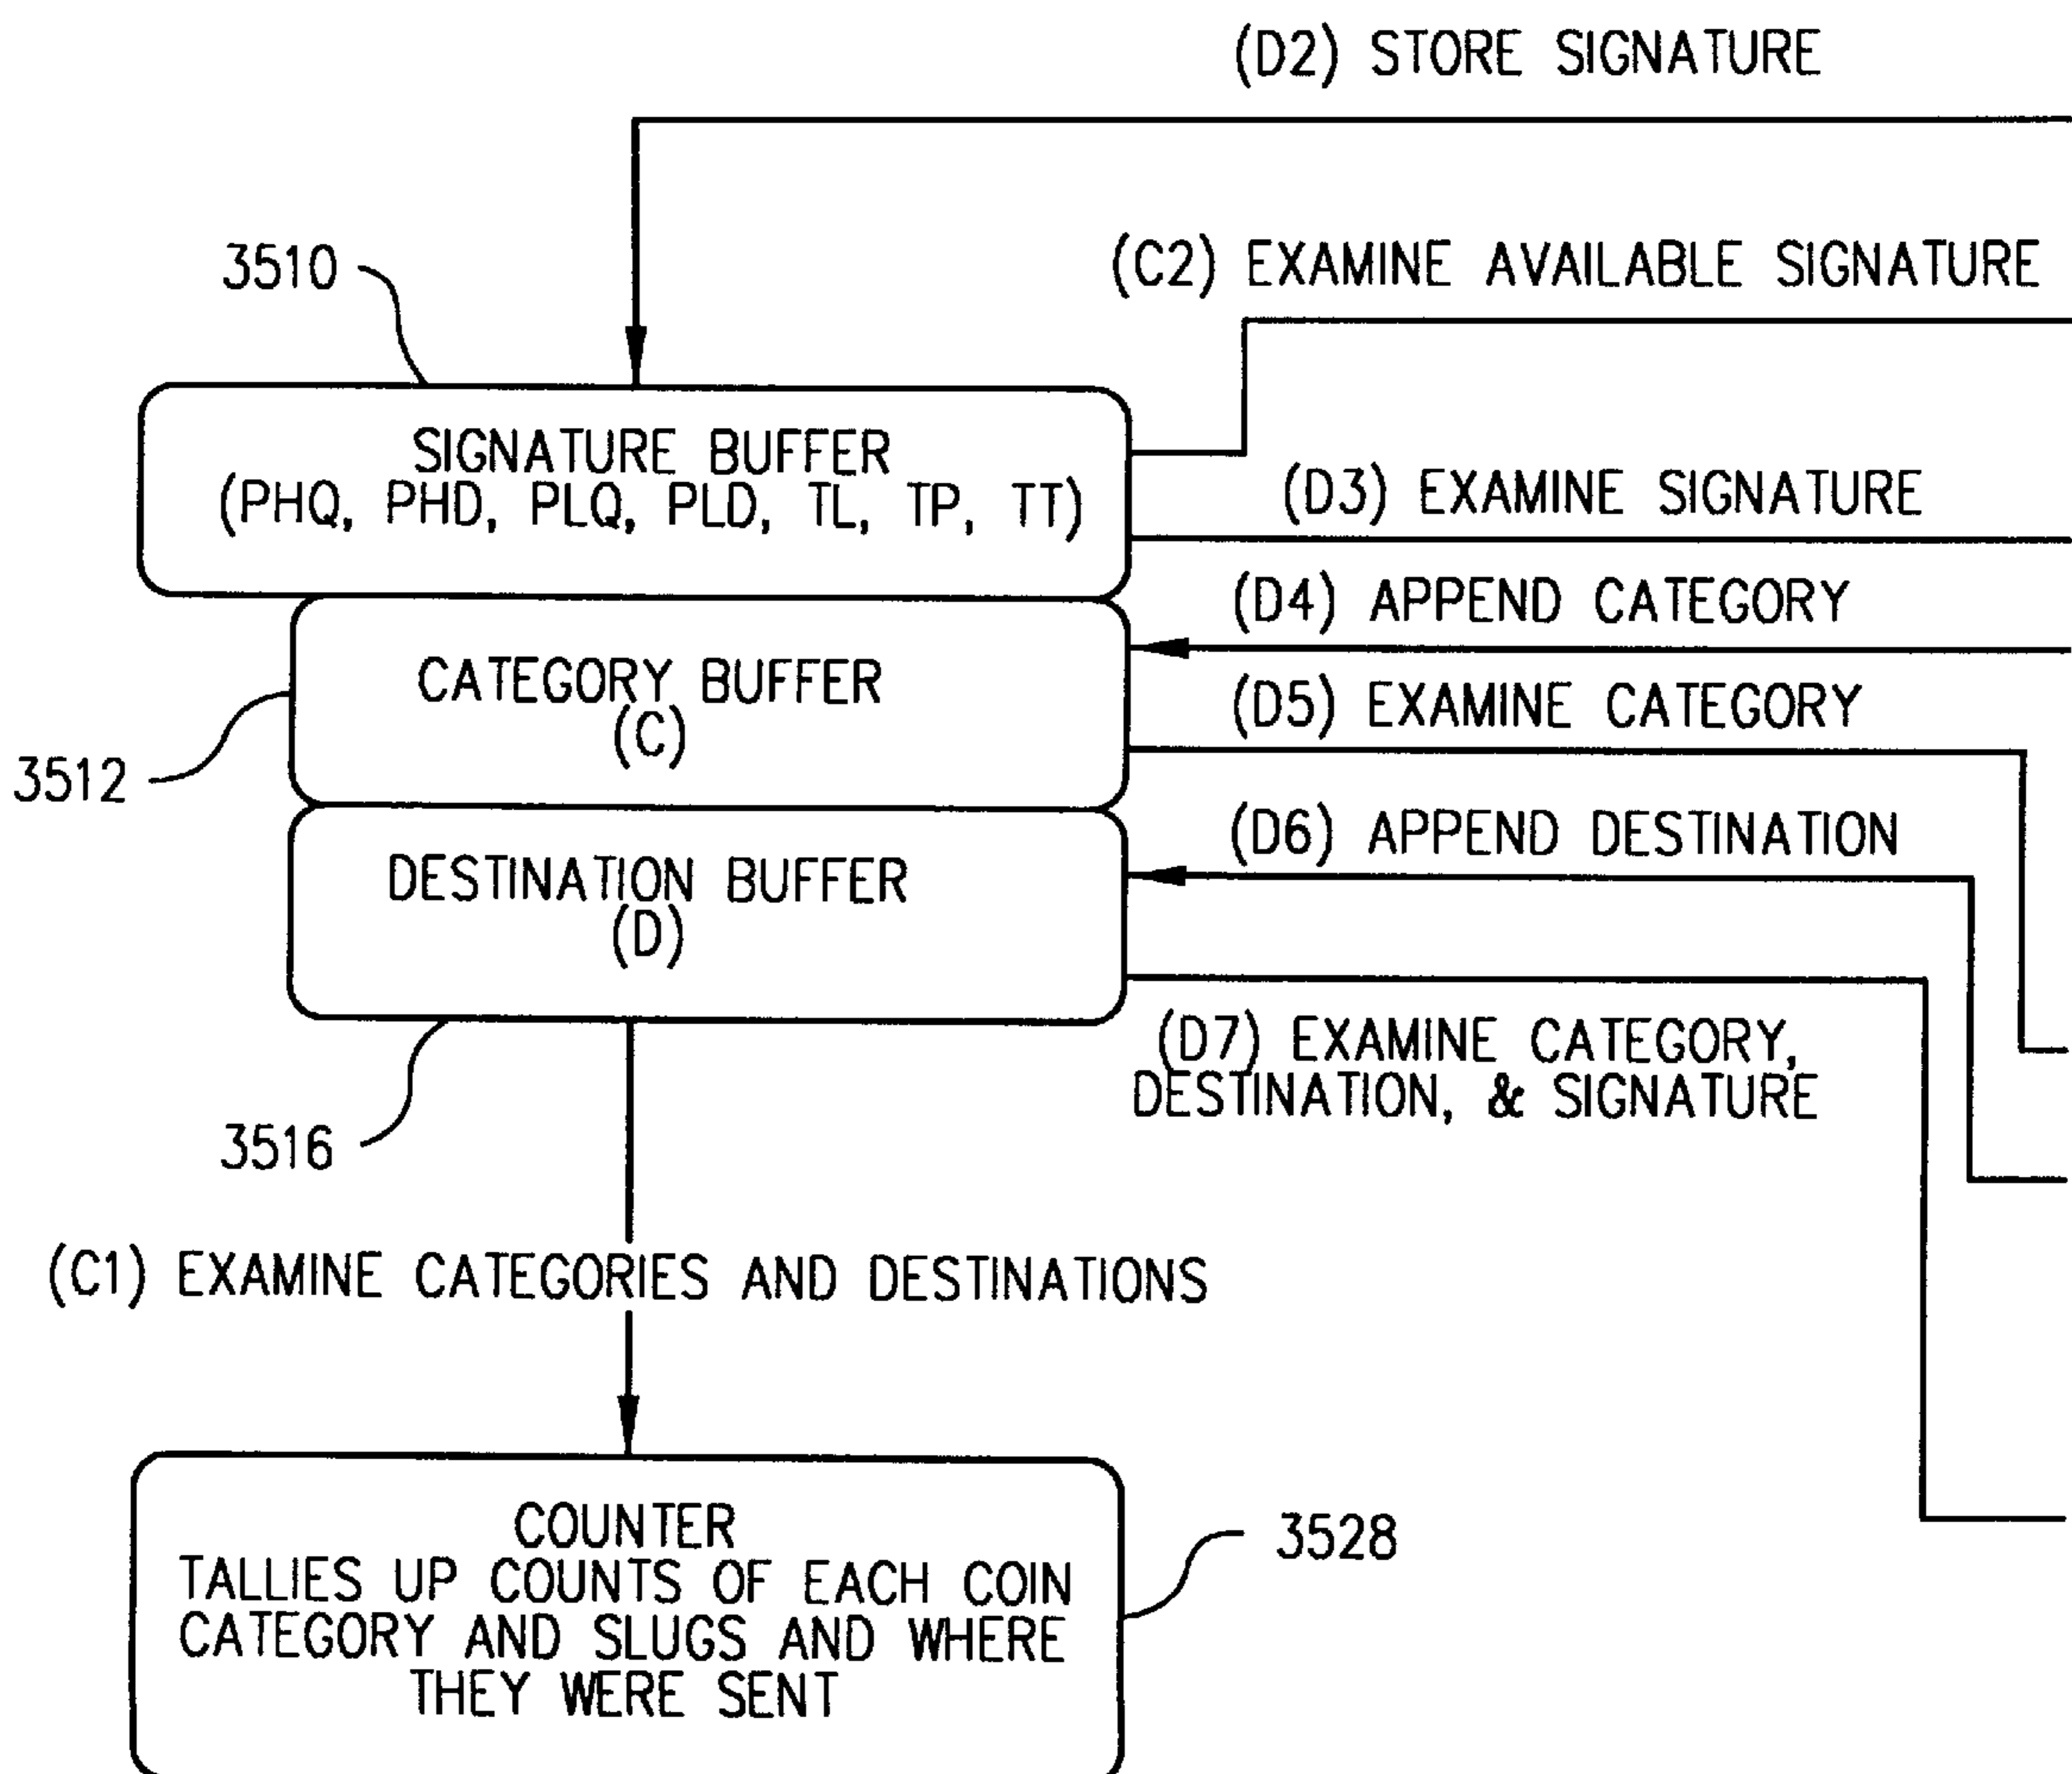 (D2) STORE SIGNATURE
3510
(C2) EXAMINE AVAILABLE SIGNATURE
SIGNATURE BUFFER
(PHQ, PHD, PLQ, PLD, TL, TP, TT)
(D3) EXAMINE SIGNATURE
(D4) APPEND CATEGORY
CATEGORY BUFFER
(C)
(D5) EXAMINE CATEGORY
3512
(D6) APPEND DESTINATION
DESTINATION BUFFER
(D)
(D7) EXAMINE CATEGORY,
DESTINATION, & SIGNATURE
3516
(C1) EXAMINE CATEGORIES AND DESTINATIONS
COUNTER
TALLIES UP COUNTS OF EACH COIN
CATEGORY AND SLUGS AND WHERE
THEY WERE SENT
3528